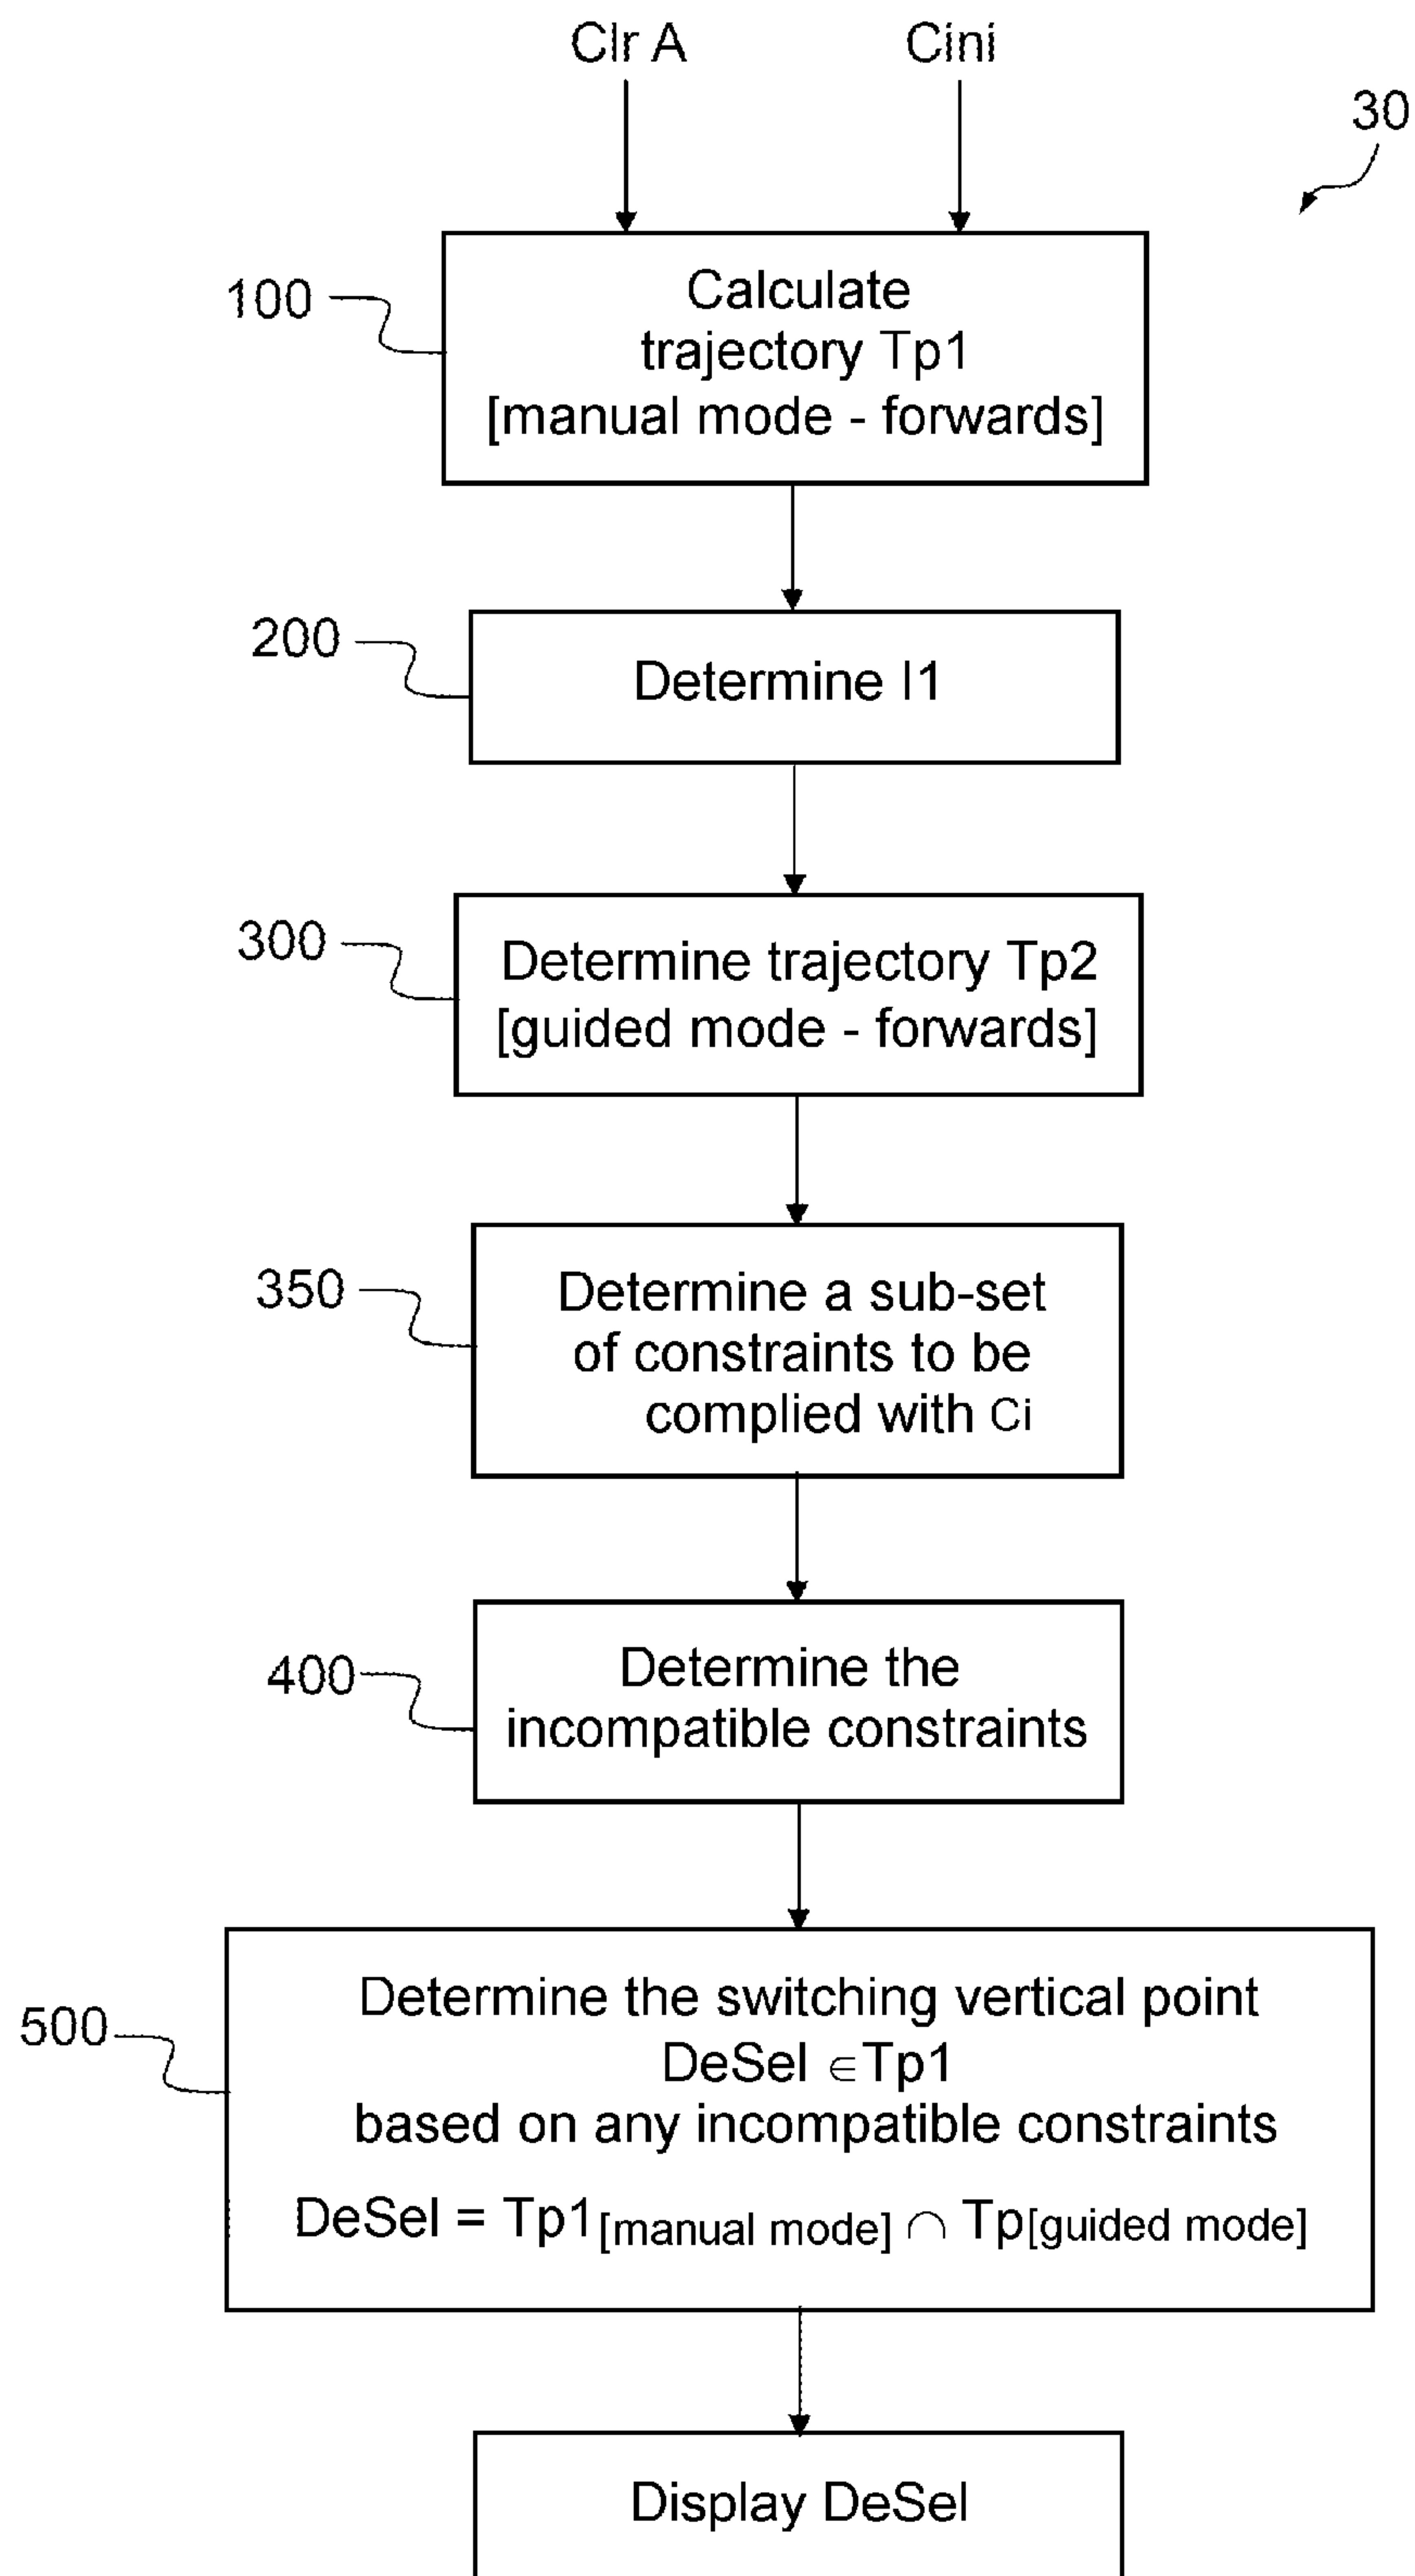 Clr A
Cini
30
100
Calculate
trajectory Tp1
[manual mode - forwards]
200
Determine I1
300
Determine trajectory Tp2
[guided mode - forwards]
350
Determine a sub-set
of constraints to be
complied with Ci
400
Determine the
incompatible constraints
500
Determine the switching vertical point
DeSel ∈Tp1
based on any incompatible constraints
DeSel = Tp1[manual mode] ∩ Tp[guided mode]
Display DeSel